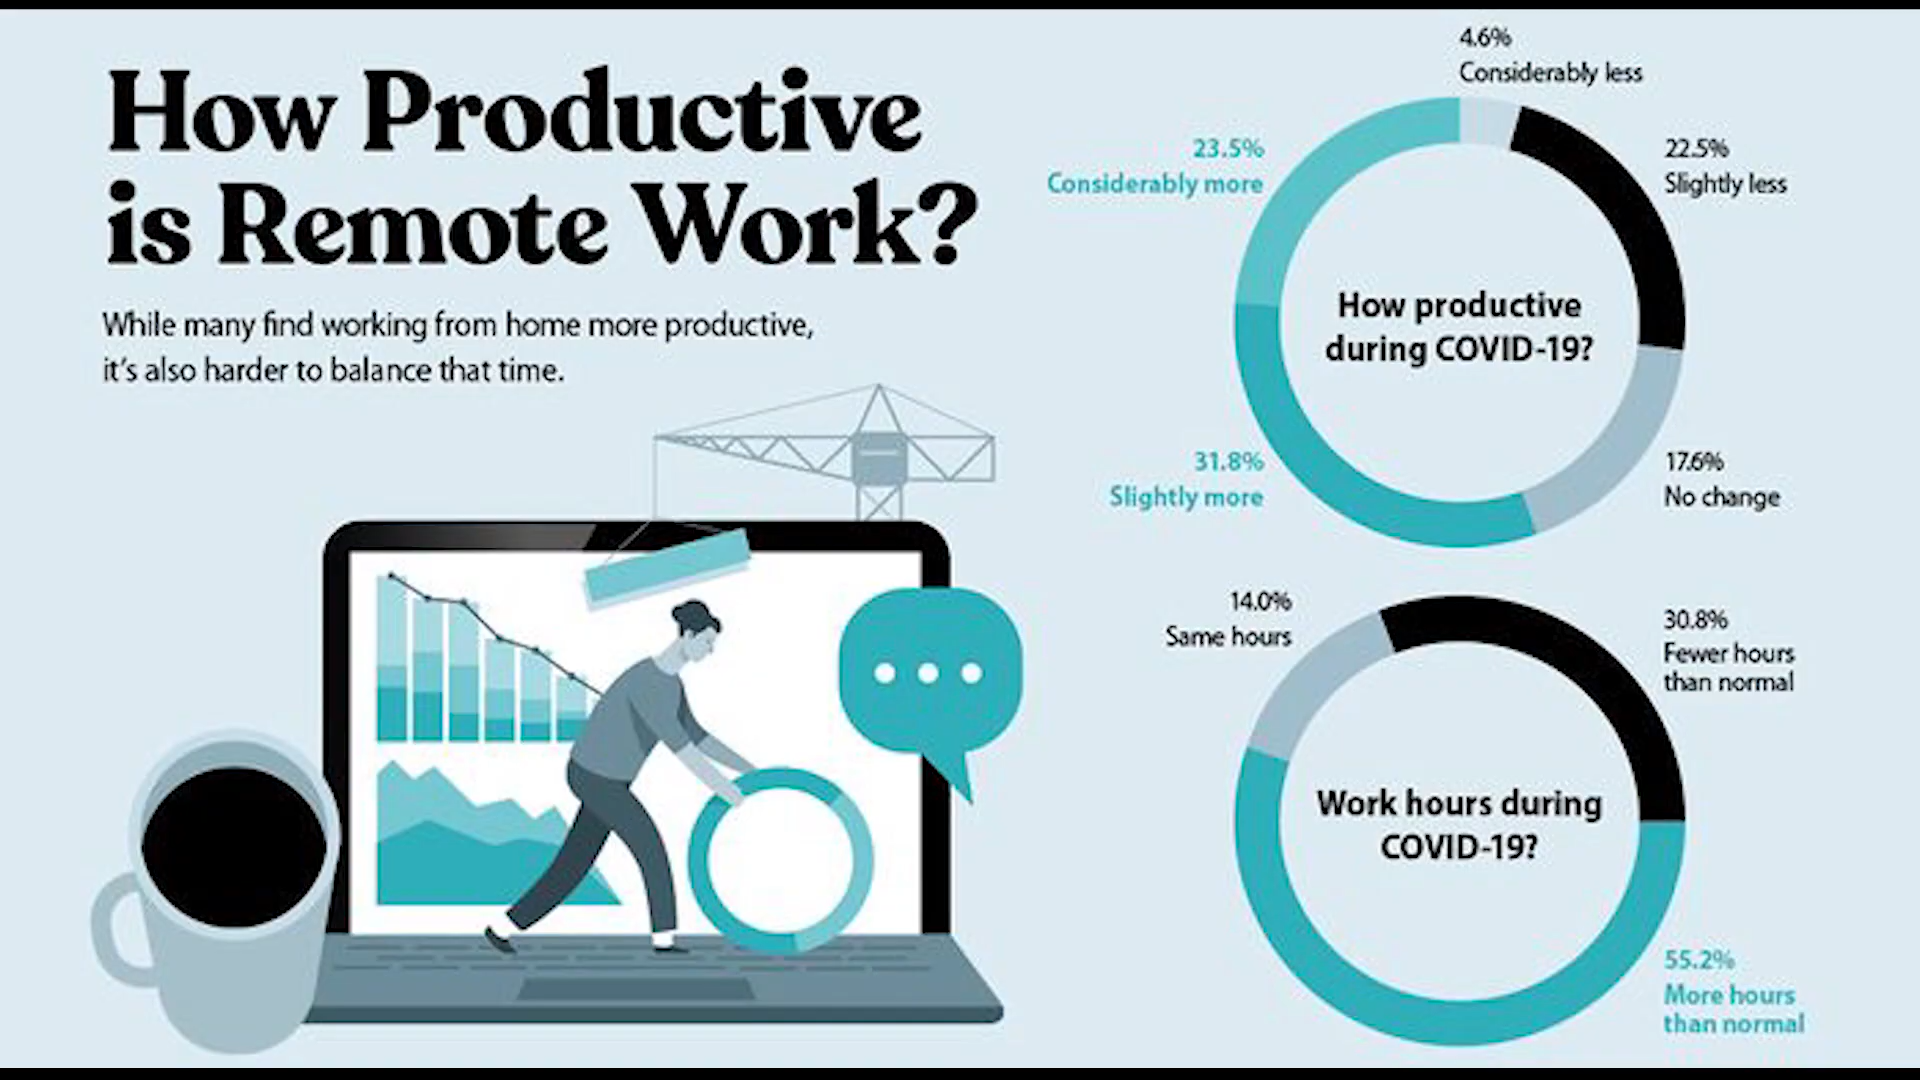 How Productive
is Remote Work?
While many find working from home more productive,
it's also harder to balance that time.
4.6%
Considerably less
23.5%
Considerably more
22.5%
Slightly less
How productive
during COVID-19?
31.8%
Slightly more
17.6%
No change
14.0%
Same hours
30.8%
Fewer hours
than normal
Work hours during
COVID-19?
55.2%
More hours
than normal